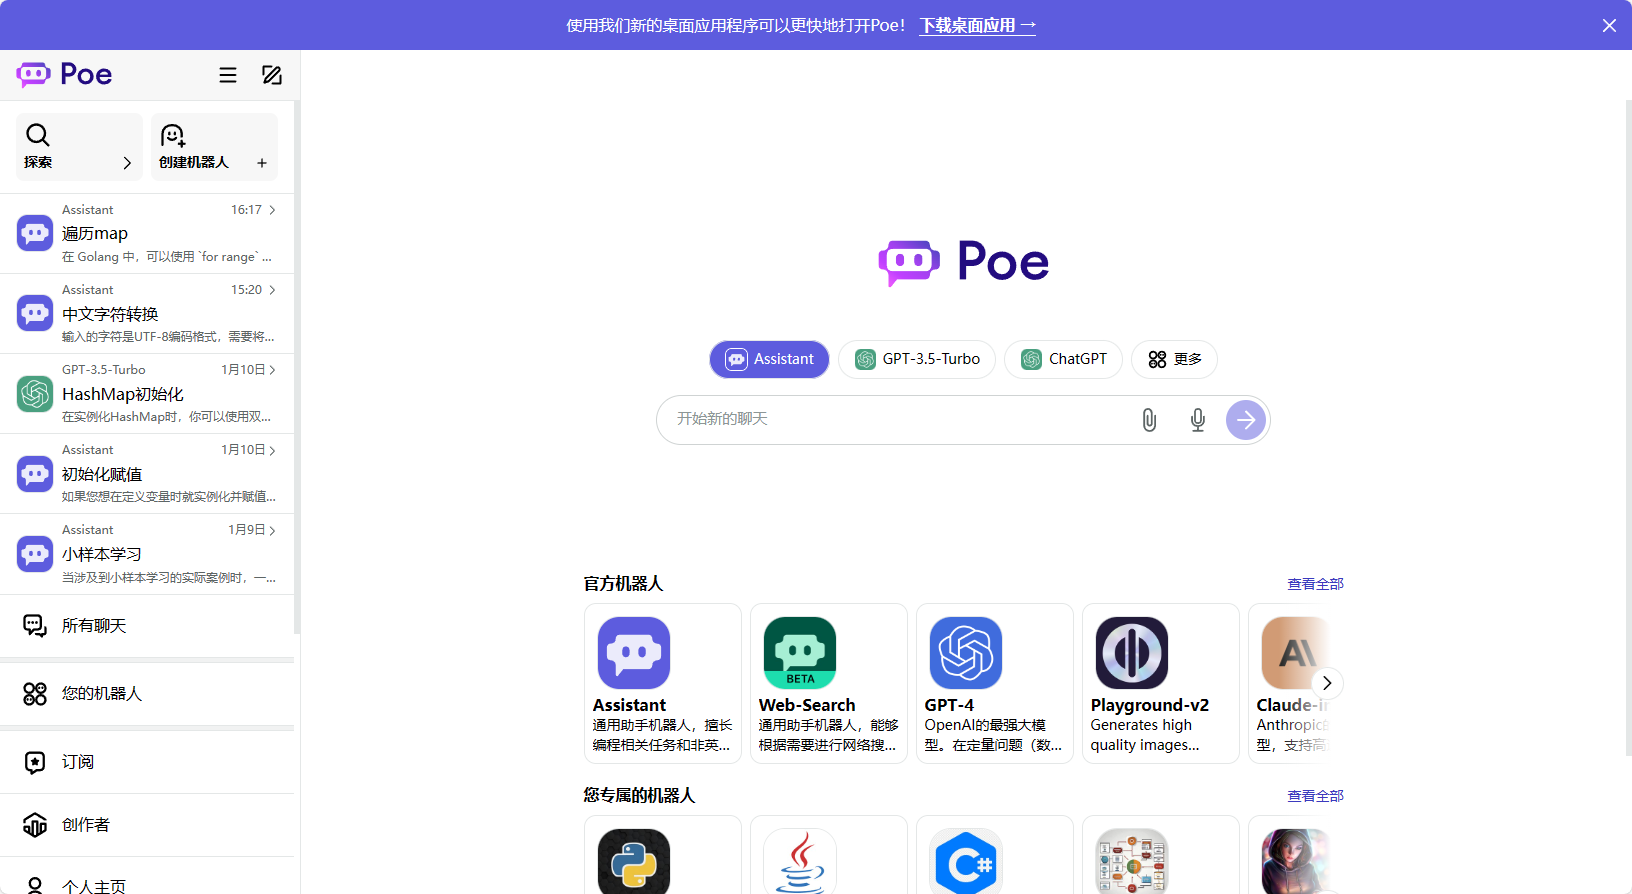 使用我们新的桌面应用程序可以更快地打开Poe！ 下载桌面应用 →
Poe
探索
创建机器人 +
Assistant 16:17
遍历map
在 Golang 中，可以使用 `for range` ...
Assistant 15:20
中文字符转换
输入的字符是UTF-8编码格式，需要将...
GPT-3.5-Turbo 1月10日
HashMap初始化
在实例化HashMap时，你可以使用双...
Assistant 1月10日
初始化赋值
如果您想在定义变量时就实例化并赋值...
Assistant 1月9日
小样本学习
当涉及到小样本学习的实际案例时，一...
所有聊天
您的机器人
订阅
创作者
个人主页
Poe
Assistant GPT-3.5-Turbo ChatGPT 更多
开始新的聊天
官方机器人 查看全部
BETA
Assistant
通用助手机器人，擅长
编程相关任务和非英...
Web-Search
通用助手机器人，能够
根据需要进行网络搜...
GPT-4
OpenAI的最强大模
型。在定量问题（数...
Playground-v2
Generates high
quality images...
AI
Claude-in
Anthropic的
型，支持高
您专属的机器人 查看全部
C#